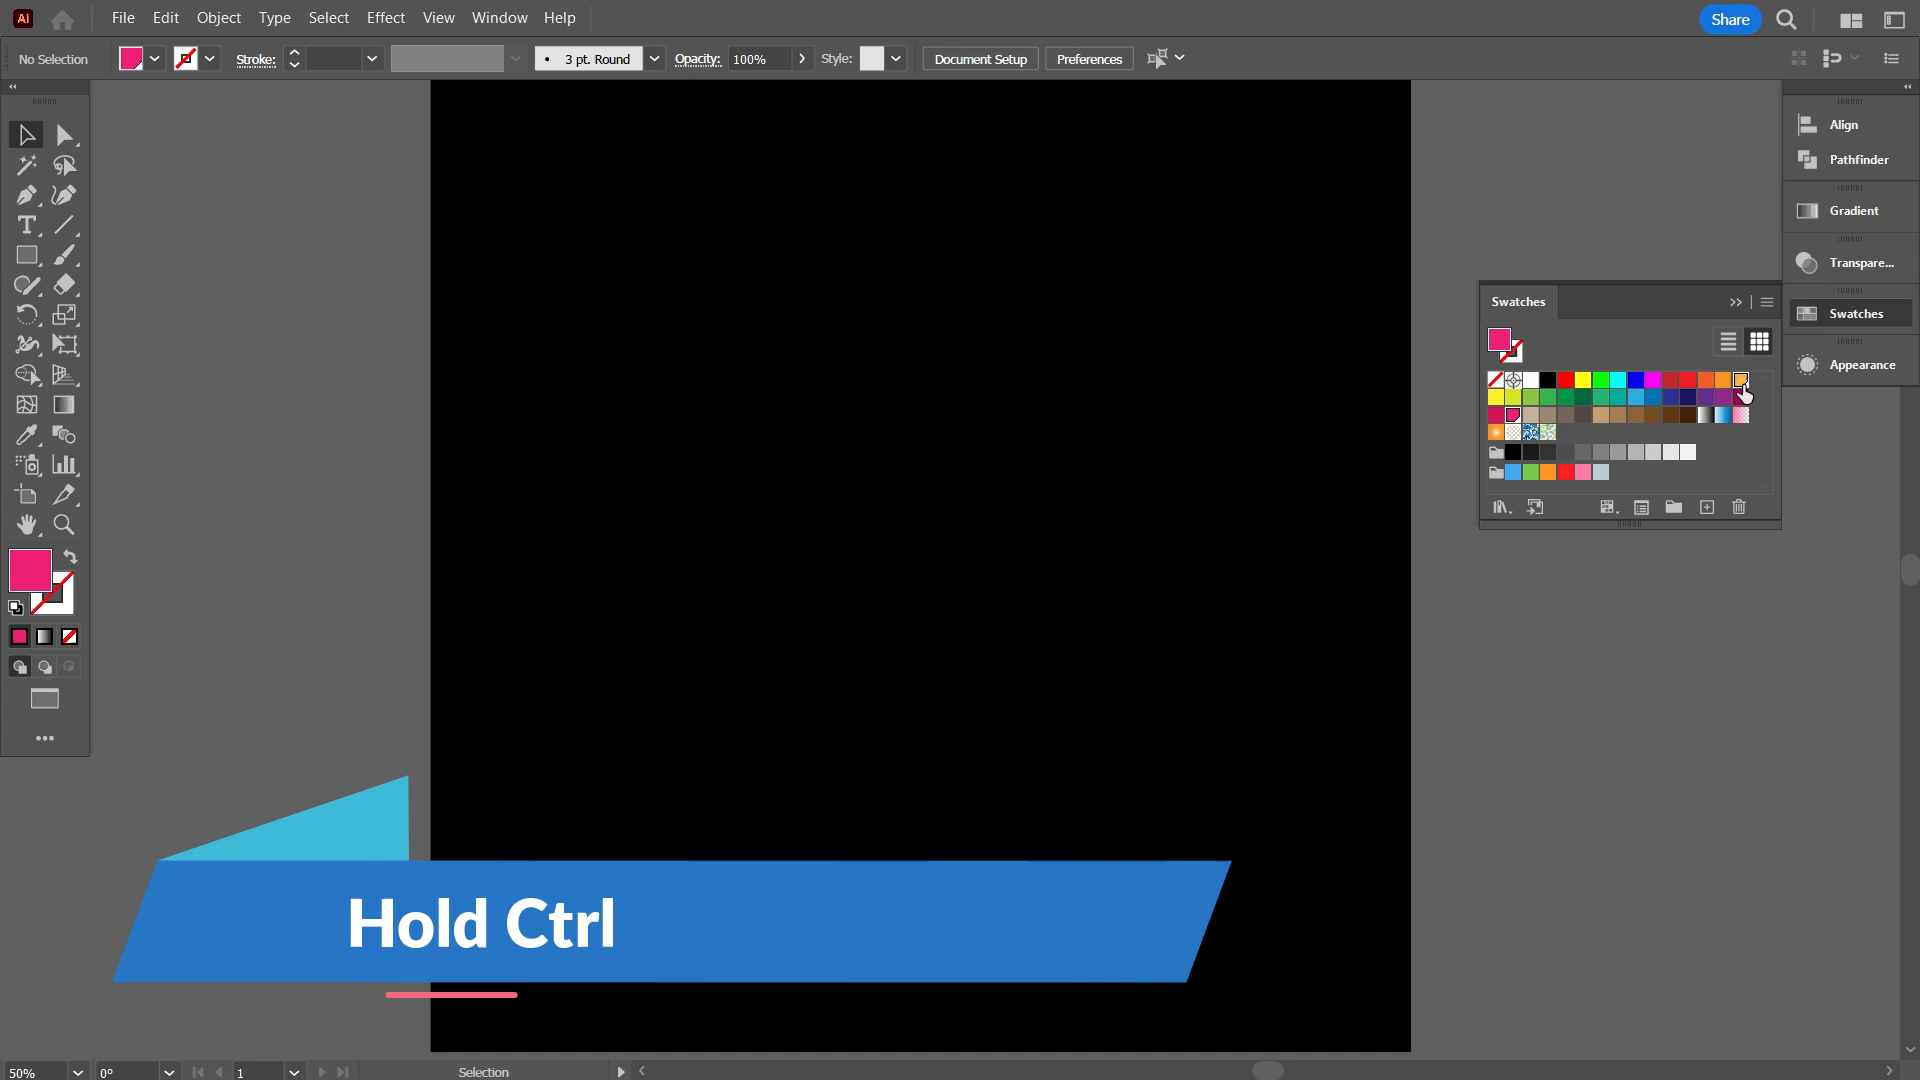 Ai File Edit Object Type Select Effect View Window Help Share
No Selection Stroke: 3 pt. Round Opacity: 100% Style: Document Setup Preferences
Align
Pathfinder
Gradient
Transpare...
Swatches
Appearance
Swatches
Hold Ctrl
50% 0° 1 Selection